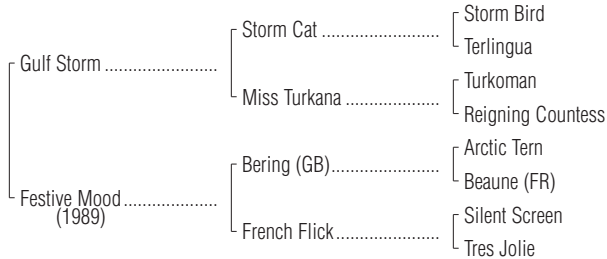 Storm Bird
Storm Cat ......................
Terlingua
Gulf Storm .....................
Turkoman
Miss Turkana ..................
Reigning Countess
Arctic Tern
Bering (GB)....................
Beaune (FR)
Festive Mood.................
(1989)
Silent Screen
French Flick...................
Tres Jolie